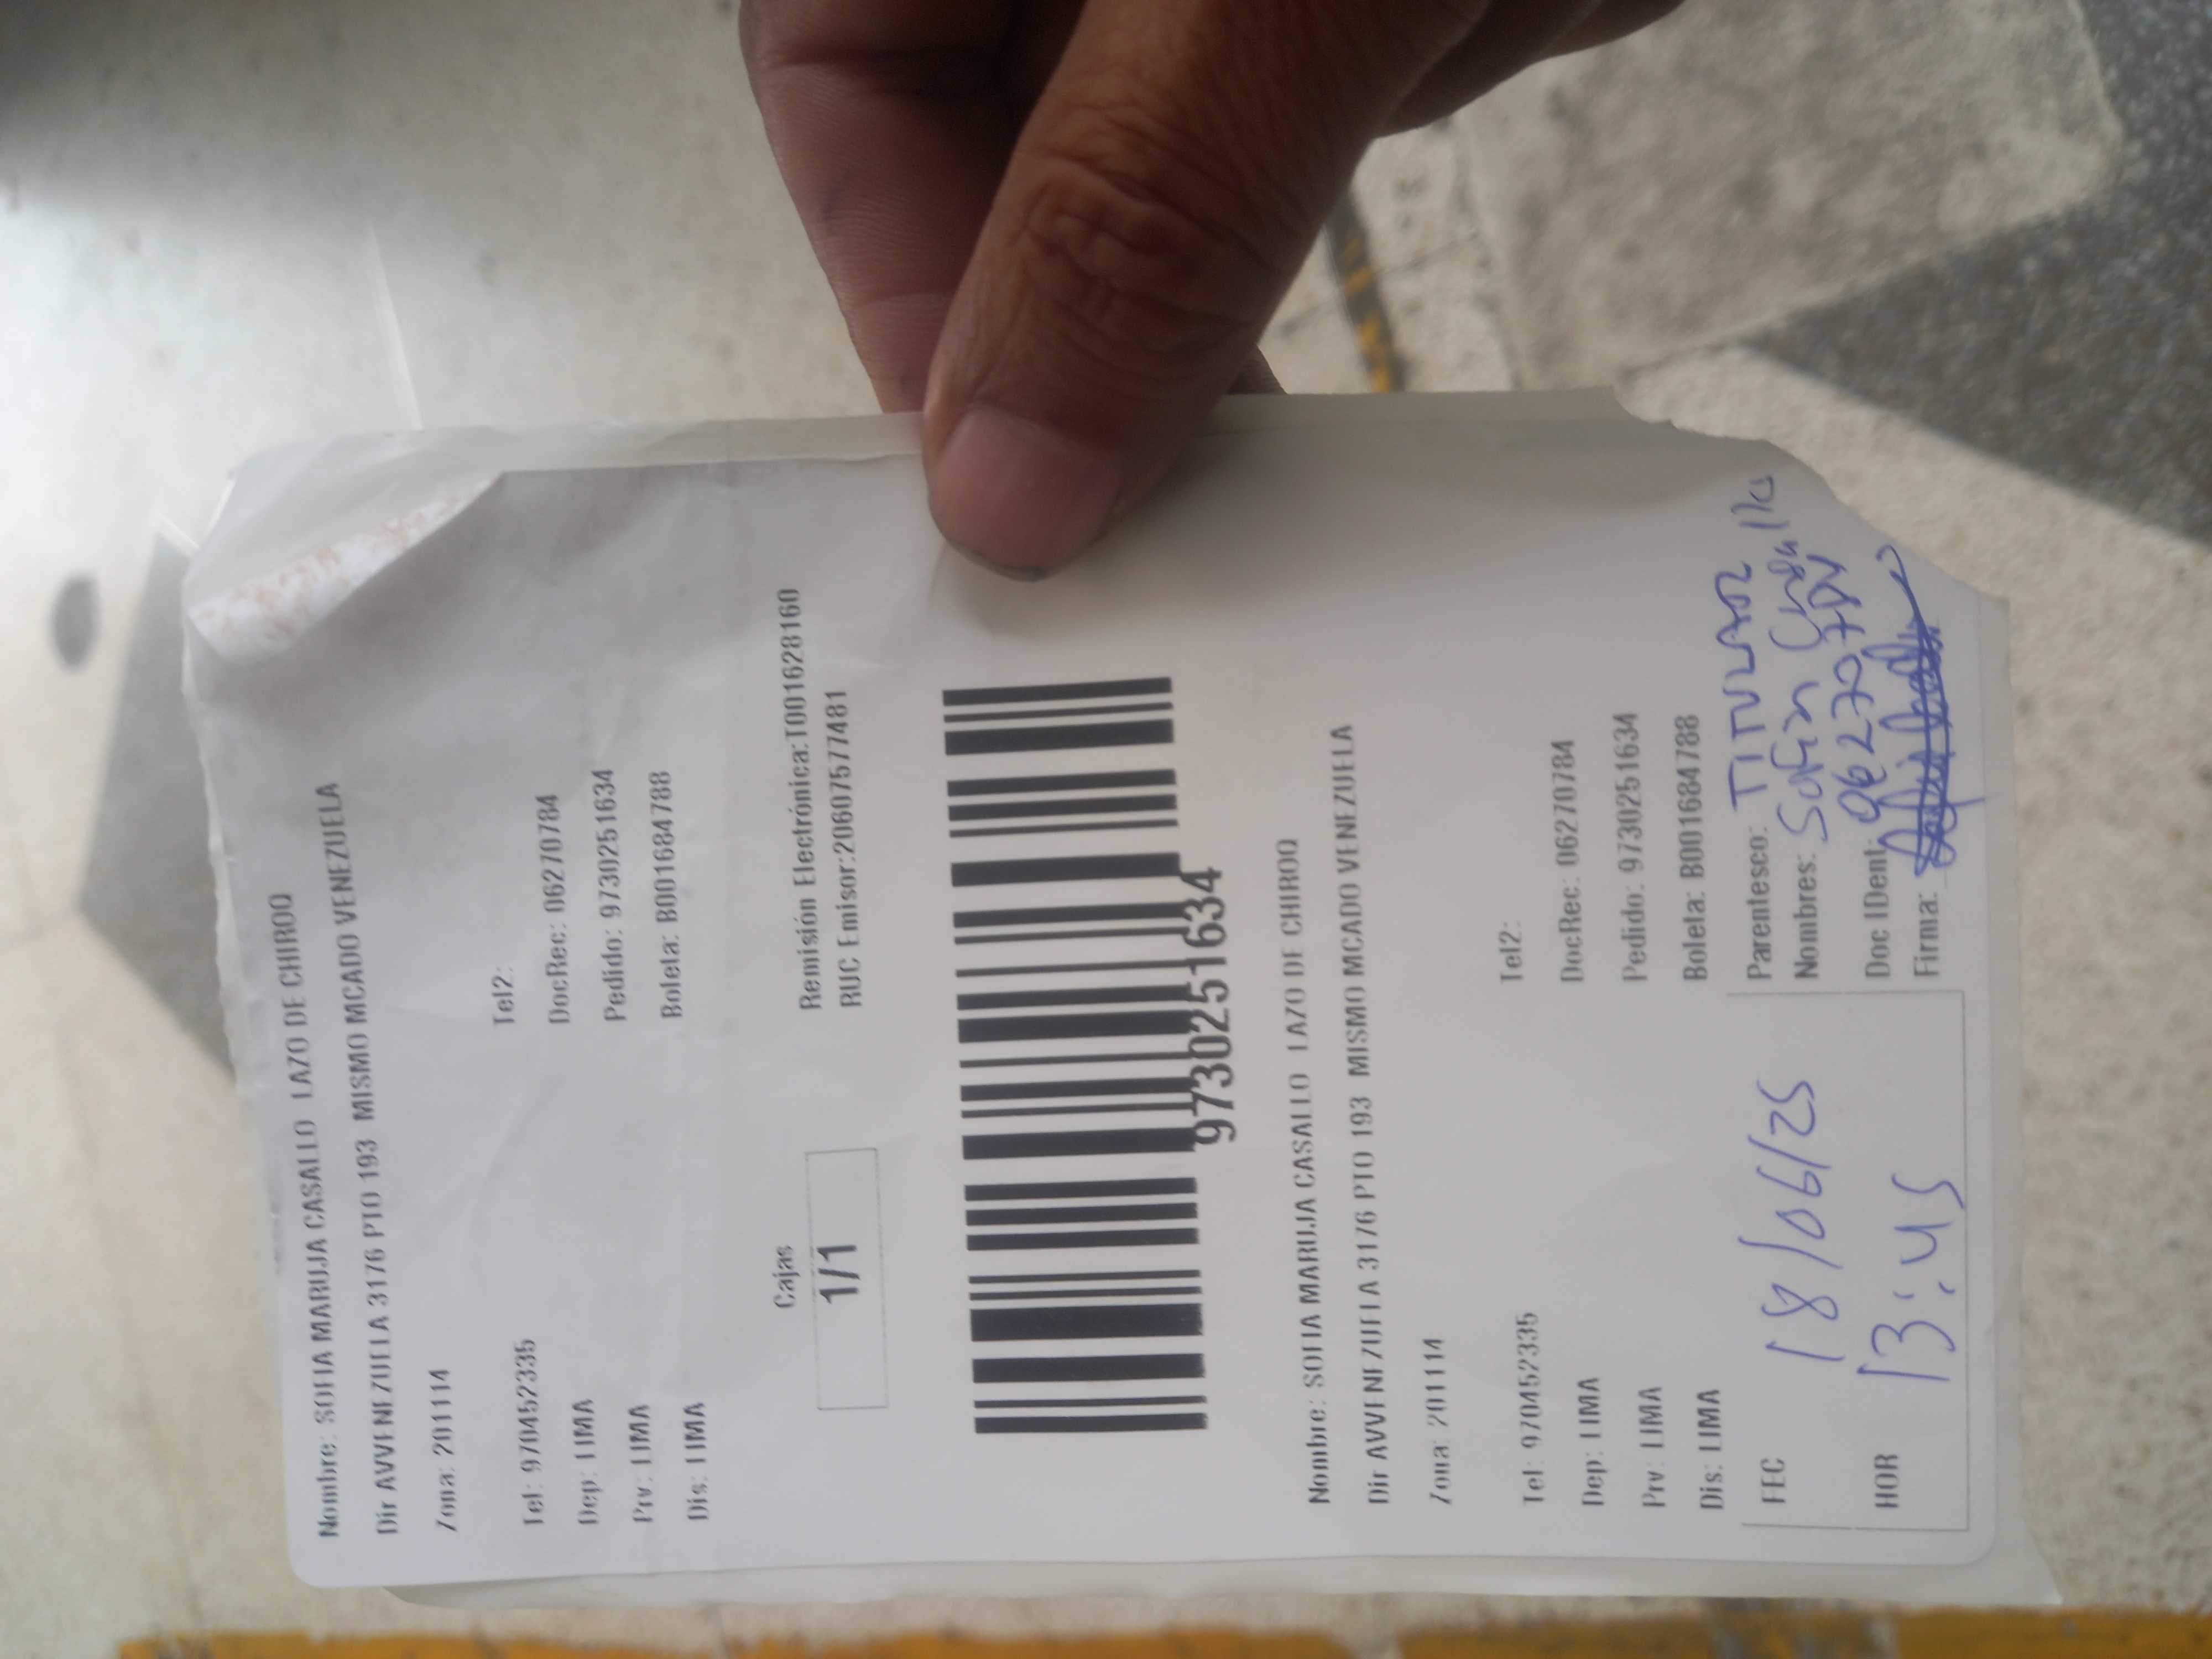 Nombre: SOFIA MARUJA CASALLO LAZO DE CHIROQ
Dir AVVENEZUELA 3176 PTO 193 MISMO MCADO VENEZUELA
Zona: 201114
Tel: 970452335 Tel2:
Dep: LIMA DocRec: 06270784
Prv: LIMA Pedido: 9730251634
Dis: LIMA Boleta: B001684788
Cajas Remisión Electrónica:T001628160
1/1 RUC Emisor:20607577481
9730251634
Nombre: SOFIA MARUJA CASALLO LAZO DE CHIROQ
Dir AVVENEZUELA 3176 PTO 193 MISMO MCADO VENEZUELA
Zona: 201114
Tel: 970452335 Tel2:
Dep: LIMA DocRec: 06270784
Prv: LIMA Pedido: 9730251634
Dis: LIMA Boleta: B001684788
FEC 18/06/25 Parentesco: TITULAR
Nombres: Sofia
HOR 13:45 Doc IDent:
Firma: